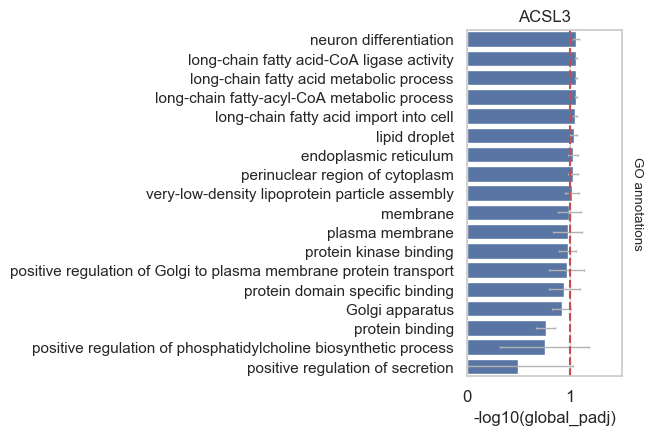 ACSL3
neuron differentiation
long-chain fatty acid-CoA ligase activity
long-chain fatty acid metabolic process
long-chain fatty-acyl-CoA metabolic process
long-chain fatty acid import into cell
lipid droplet
endoplasmic reticulum
perinuclear region of cytoplasm
very-low-density lipoprotein particle assembly
membrane
plasma membrane
protein kinase binding
positive regulation of Golgi to plasma membrane protein transport
protein domain specific binding
Golgi apparatus
protein binding
positive regulation of phosphatidylcholine biosynthetic process
positive regulation of secretion
GO annotations
0 1
-log10(global_padj)